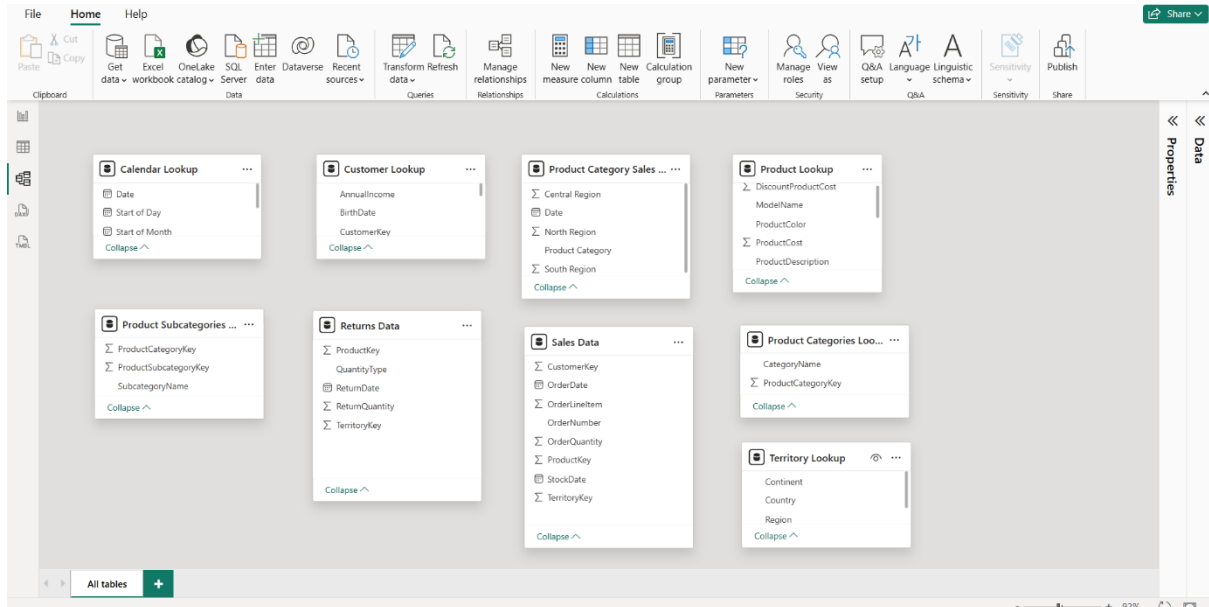 File Home Help Share
Paste
Cut
Copy
Clipboard
Get data
Excel workbook
OneLake catalog
SQL Server
Enter data
Dataverse
Recent sources
Data
Transform data
Refresh
Queries
Manage relationships
Relationships
New measure
New column
New table
Calculation group
Calculations
New parameter
Parameters
Manage roles
View as
Security
Q&A setup
Language
Linguistic schema
Q&A
Sensitivity
Sensitivity
Publish
Share
DAX
TMDL
Calendar Lookup
Date
Start of Day
Start of Month
Collapse
Customer Lookup
AnnualIncome
BirthDate
CustomerKey
Collapse
Product Category Sales ...
Central Region
Date
North Region
Product Category
South Region
Collapse
Product Lookup
DiscountProductCost
ModelName
ProductColor
ProductCost
ProductDescription
Collapse
Product Subcategories ...
ProductCategoryKey
ProductSubcategoryKey
SubcategoryName
Collapse
Returns Data
ProductKey
QuantityType
ReturnDate
ReturnQuantity
TerritoryKey
Collapse
Sales Data
CustomerKey
OrderDate
OrderLineItem
OrderNumber
OrderQuantity
ProductKey
StockDate
TerritoryKey
Collapse
Product Categories Loo...
CategoryName
ProductCategoryKey
Collapse
Territory Lookup
Continent
Country
Region
Collapse
Properties
Data
All tables
92%